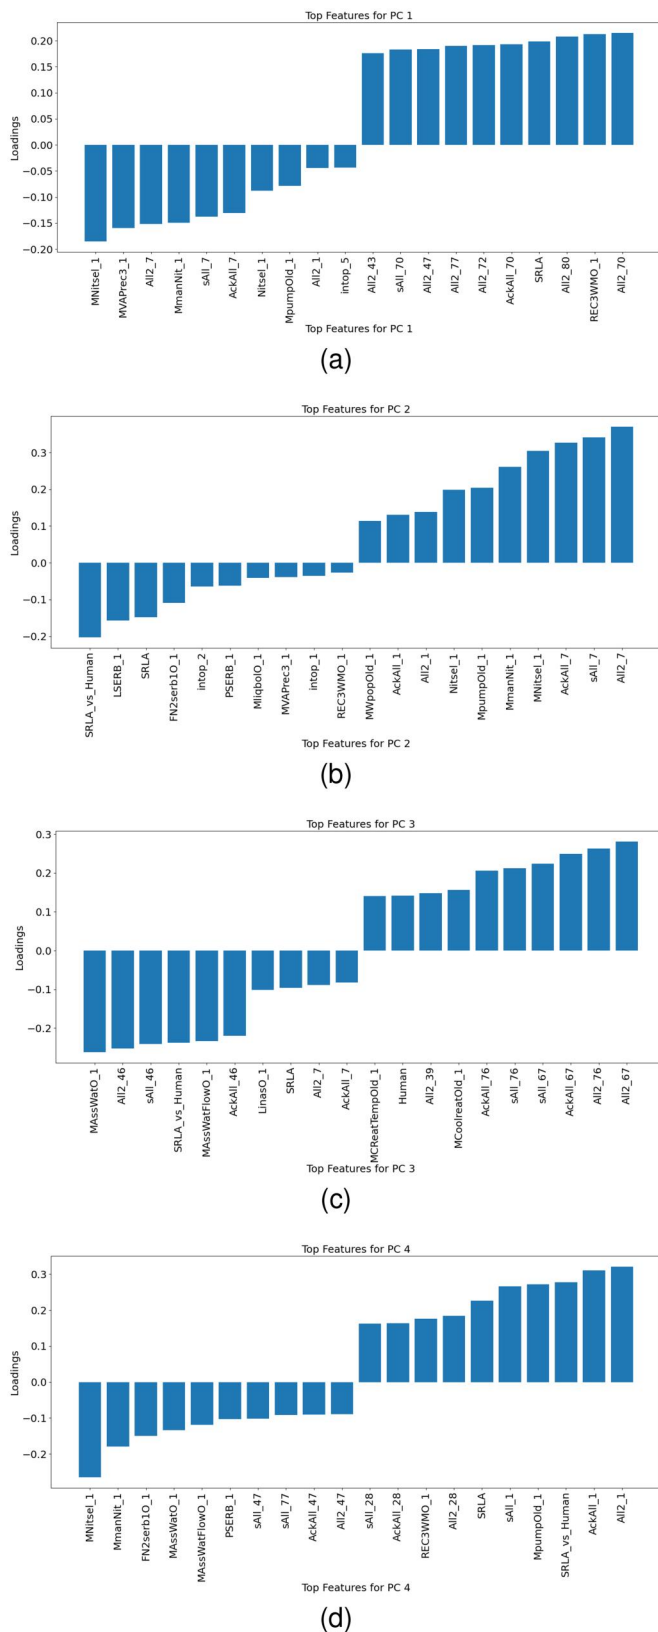 Top Features for PC 1
Loadings
0.20
0.15
0.10
0.05
0.00
−0.05
−0.10
−0.15
−0.20
MNitsel_1
MVAPrec3_1
All2_7
MmanNit_1
sAll_7
AckAll_7
Nitsel_1
MpumpOld_1
All2_1
intop_5
All2_43
sAll_70
All2_47
All2_77
All2_72
AckAll_70
SRLA
All2_80
REC3WMO_1
All2_70
Top Features for PC 1
(a)
Top Features for PC 2
Loadings
0.3
0.2
0.1
0.0
−0.1
−0.2
SRLA_vs_Human
LSERB_1
SRLA
FN2serb1O_1
intop_2
PSERB_1
MliqbolO_1
MVAPrec3_1
intop_1
REC3WMO_1
MWpopOld_1
AckAll_1
All2_1
Nitsel_1
MpumpOld_1
MmanNit_1
MNitsel_1
AckAll_7
sAll_7
All2_7
Top Features for PC 2
(b)
Top Features for PC 3
Loadings
0.3
0.2
0.1
0.0
−0.1
−0.2
MAssWatO_1
All2_46
sAll_46
SRLA_vs_Human
MAssWatFlowO_1
AckAll_46
LinasO_1
SRLA
All2_7
AckAll_7
MCReatTempOld_1
Human
All2_39
MCoolreatOld_1
AckAll_76
sAll_76
sAll_67
AckAll_67
All2_76
All2_67
Top Features for PC 3
(c)
Top Features for PC 4
Loadings
0.3
0.2
0.1
0.0
−0.1
−0.2
MNitsel_1
MmanNit_1
FN2serb1O_1
MAssWatO_1
MAssWatFlowO_1
PSERB_1
sAll_47
sAll_77
AckAll_47
All2_47
sAll_28
AckAll_28
REC3WMO_1
All2_28
SRLA
sAll_1
MpumpOld_1
SRLA_vs_Human
AckAll_1
All2_1
Top Features for PC 4
(d)